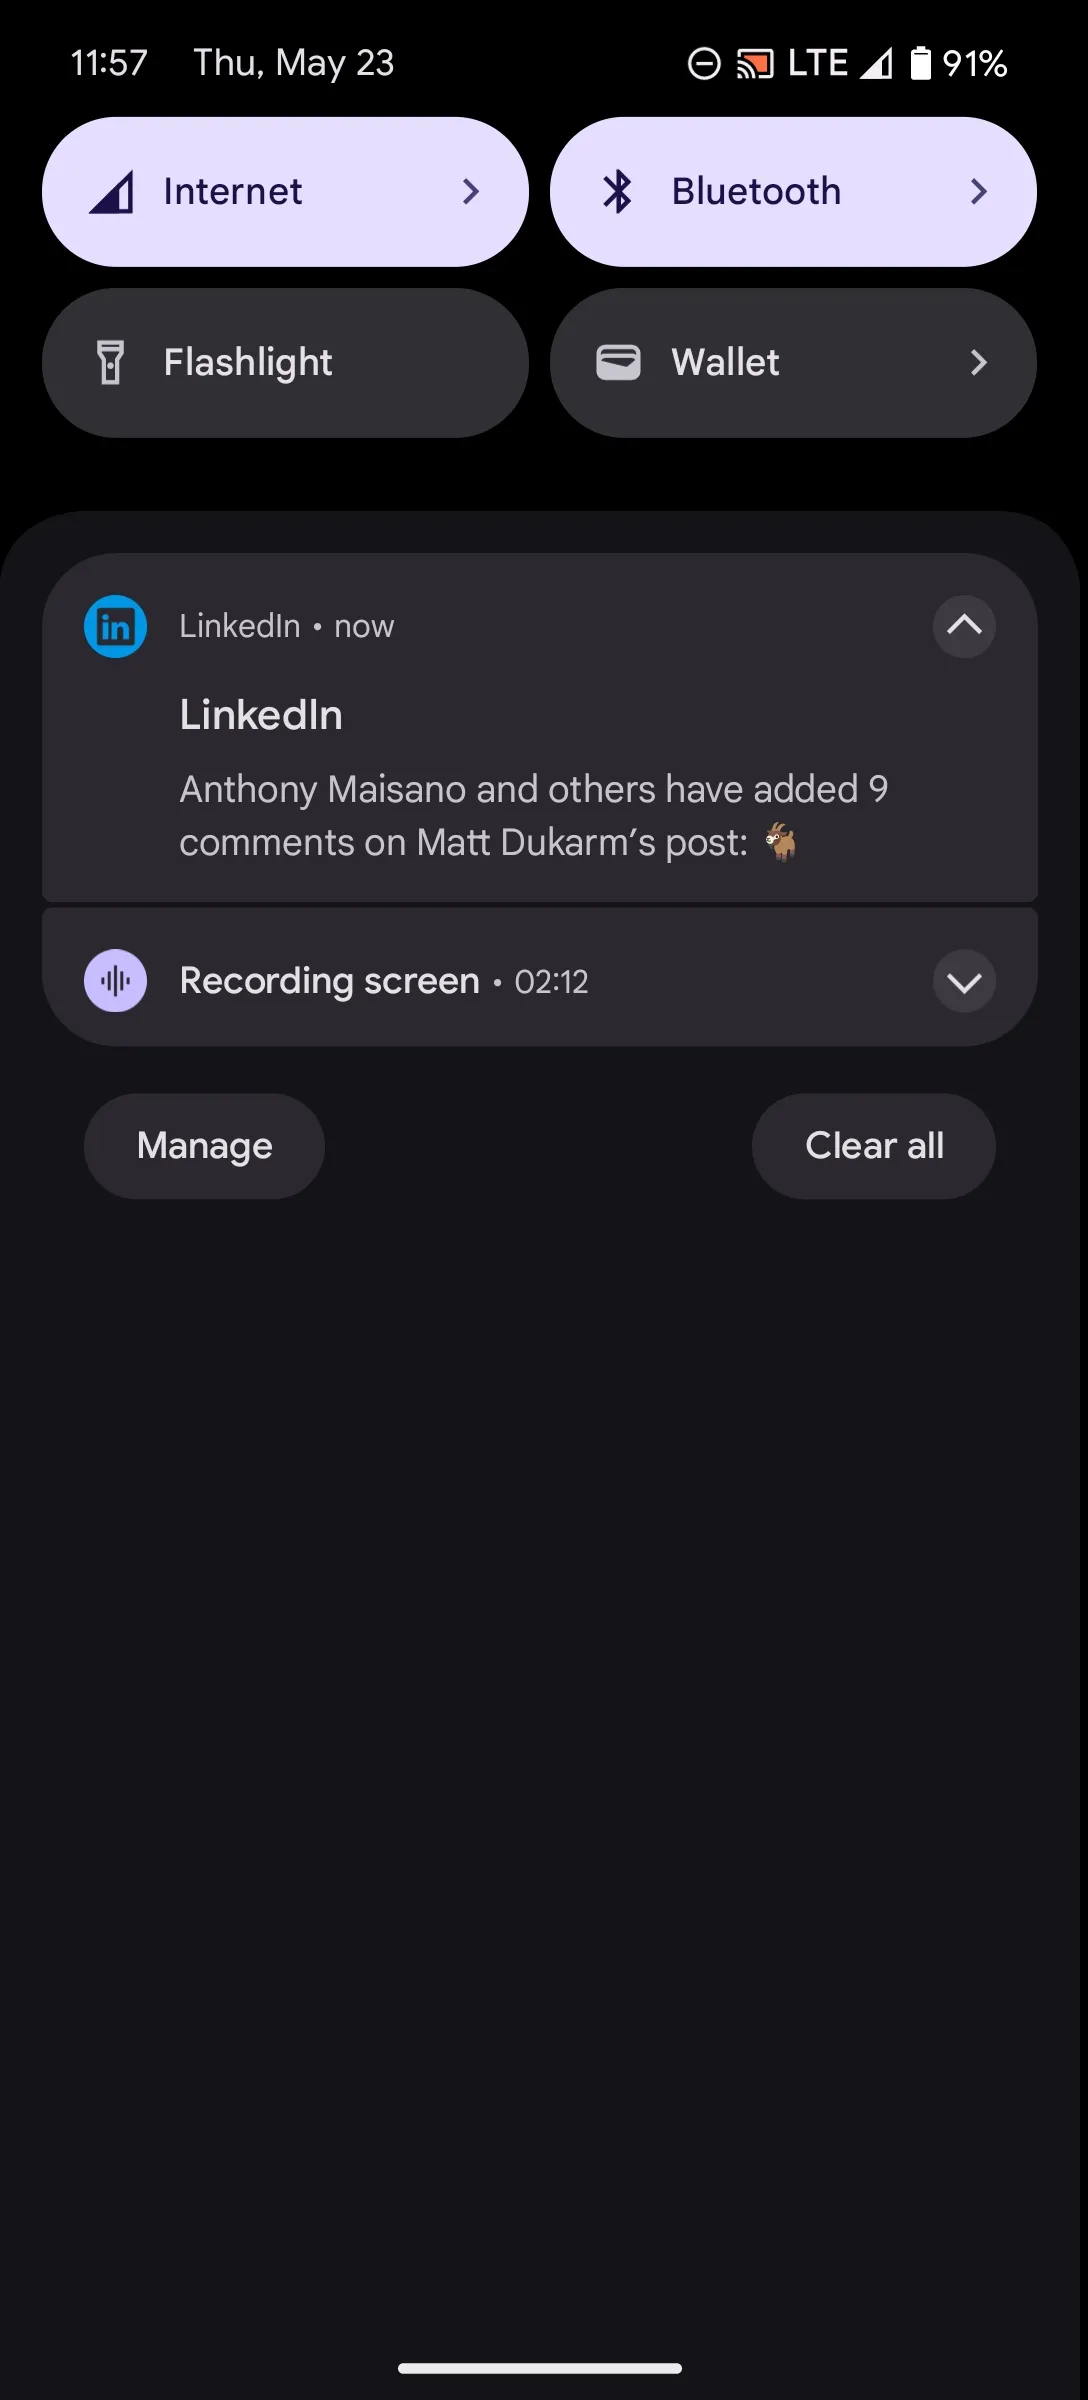 11:57 Thu, May 23 LTE 91%
Internet Bluetooth
Flashlight Wallet
in LinkedIn • now
LinkedIn
Anthony Maisano and others have added 9
comments on Matt Dukarm's post: 🐐
Recording screen • 02:12
Manage Clear all